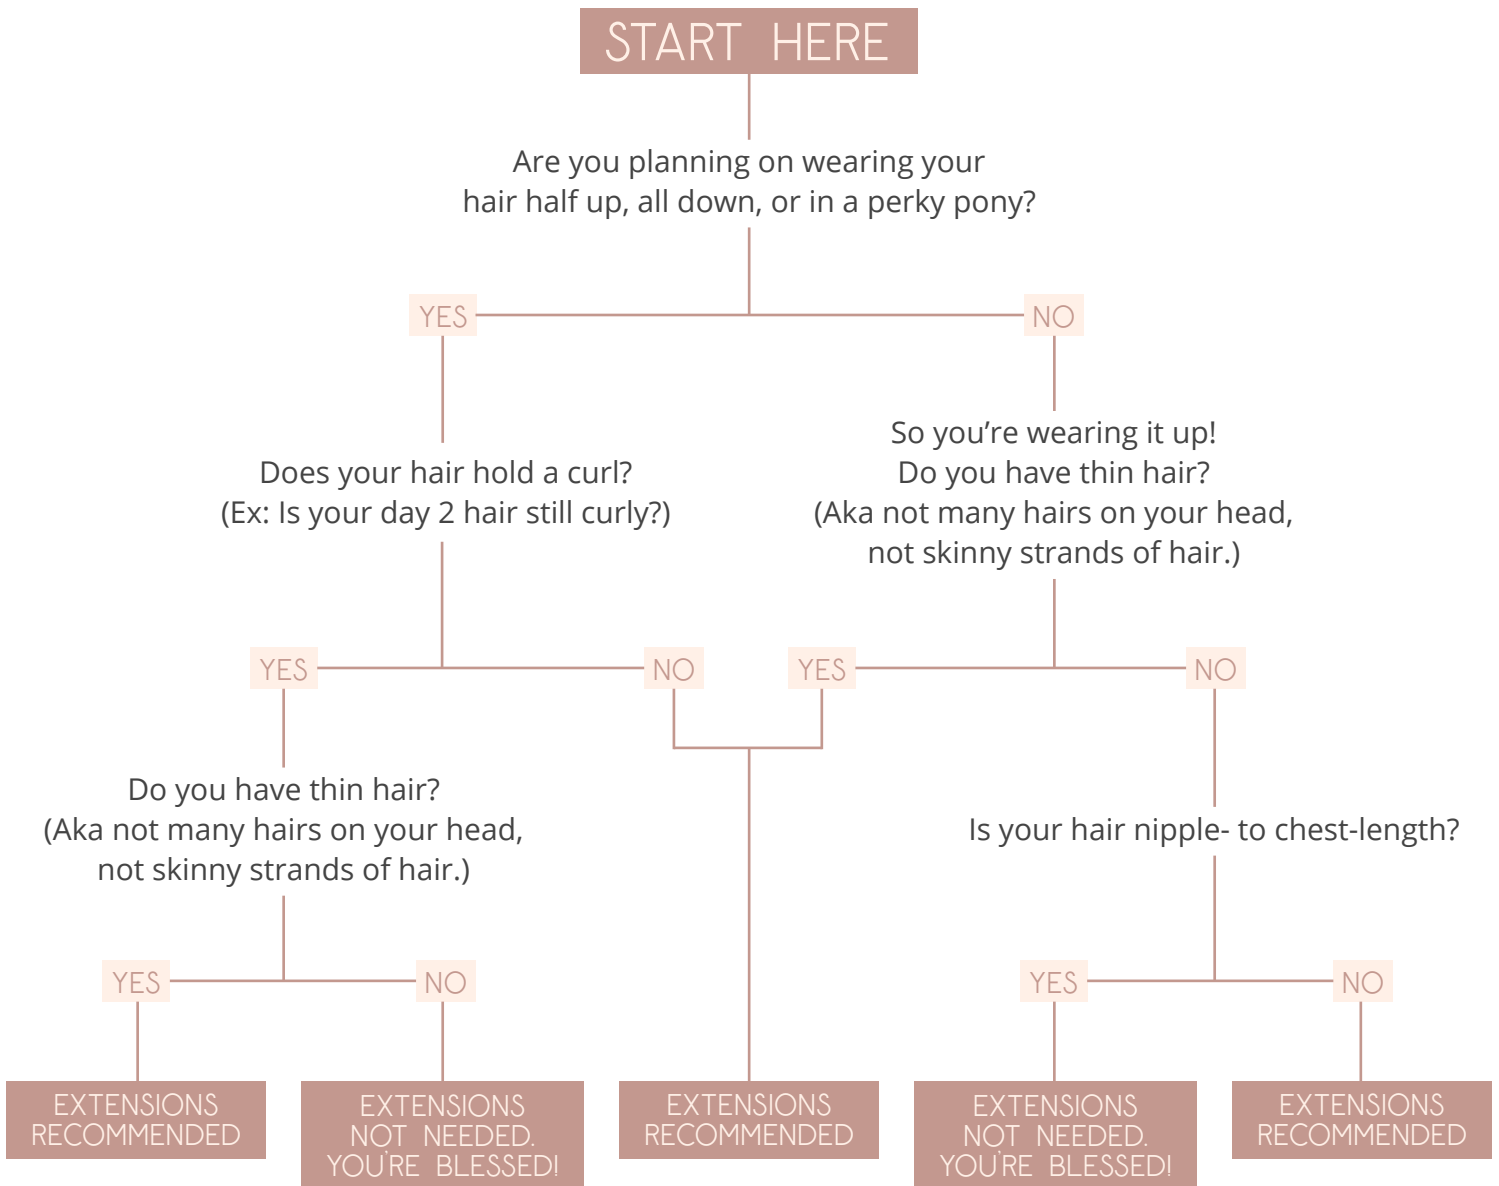 START HERE
Are you planning on wearing your
hair half up, all down, or in a perky pony?
YES
NO
Does your hair hold a curl?
(Ex: Is your day 2 hair still curly?)
So you’re wearing it up!
Do you have thin hair?
(Aka not many hairs on your head,
not skinny strands of hair.)
YES
NO
YES
NO
Do you have thin hair?
(Aka not many hairs on your head,
not skinny strands of hair.)
Is your hair nipple- to chest-length?
YES
NO
YES
NO
EXTENSIONS
RECOMMENDED
EXTENSIONS
NOT NEEDED.
YOU'RE BLESSED!
EXTENSIONS
RECOMMENDED
EXTENSIONS
NOT NEEDED.
YOU'RE BLESSED!
EXTENSIONS
RECOMMENDED